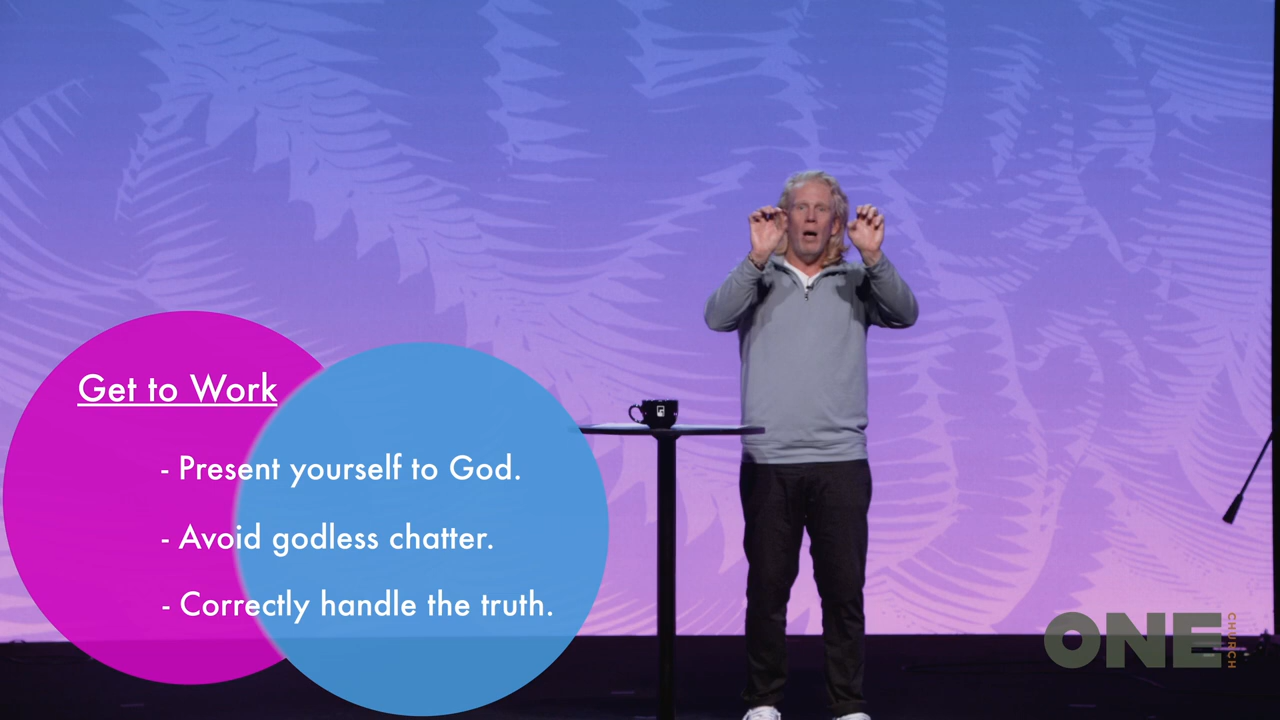 Get to Work
- Present yourself to God.
- Avoid godless chatter.
- Correctly handle the truth.
ONE
CHURCH